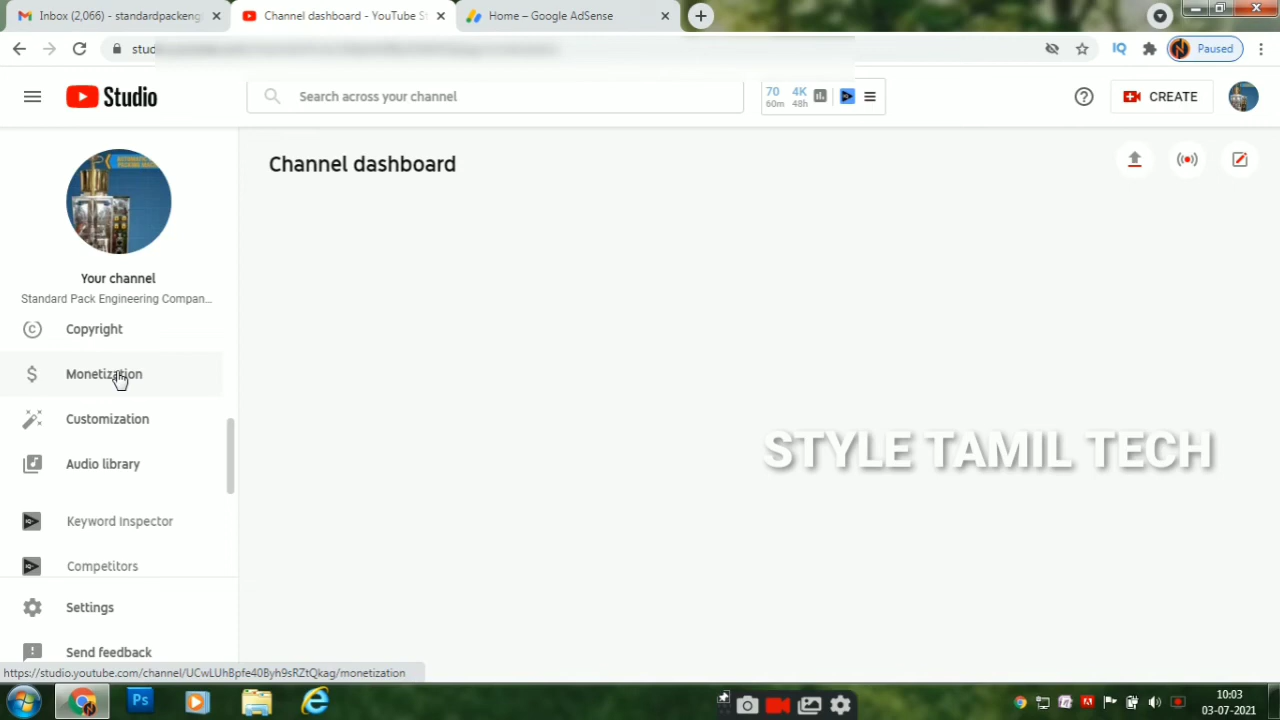 Inbox (2,066) - standardpackeng
Channel dashboard - YouTube St
Home – Google AdSense
Paused
Studio
Search across your channel
70 60m 4K 48h
CREATE
Channel dashboard
Your channel
Standard Pack Engineering Compan...
Copyright
Monetization
Customization
Audio library
STYLE TAMIL TECH
Keyword Inspector
Competitors
Settings
Send feedback
https://studio.youtube.com/channel/UCwLUhBpfe40Byh9sRZtQkag/monetization
Ps
10:03
03-07-2021